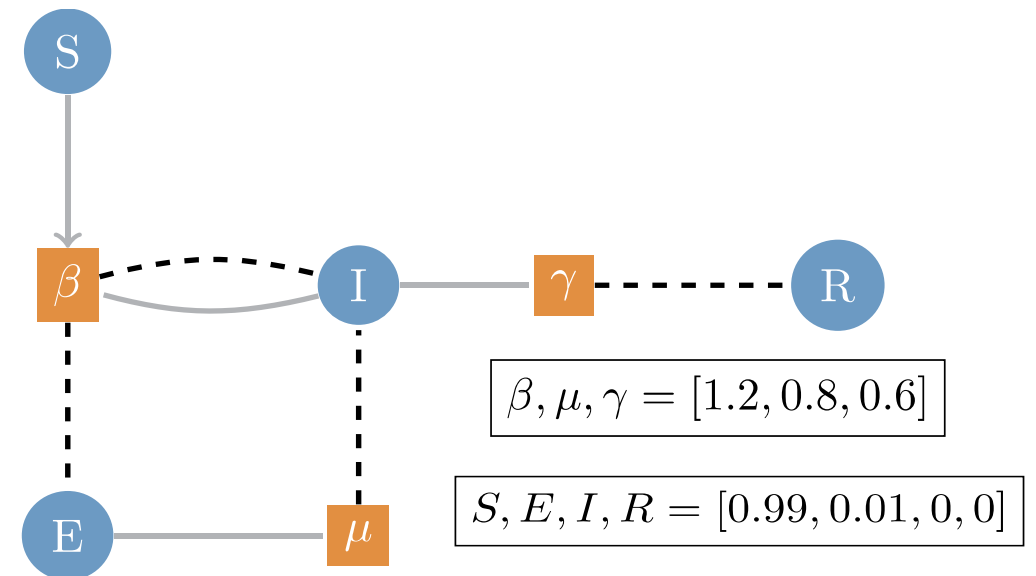 S
β
I
γ
R
β, μ, γ = [1.2, 0.8, 0.6]
S, E, I, R = [0.99, 0.01, 0, 0]
E
μ